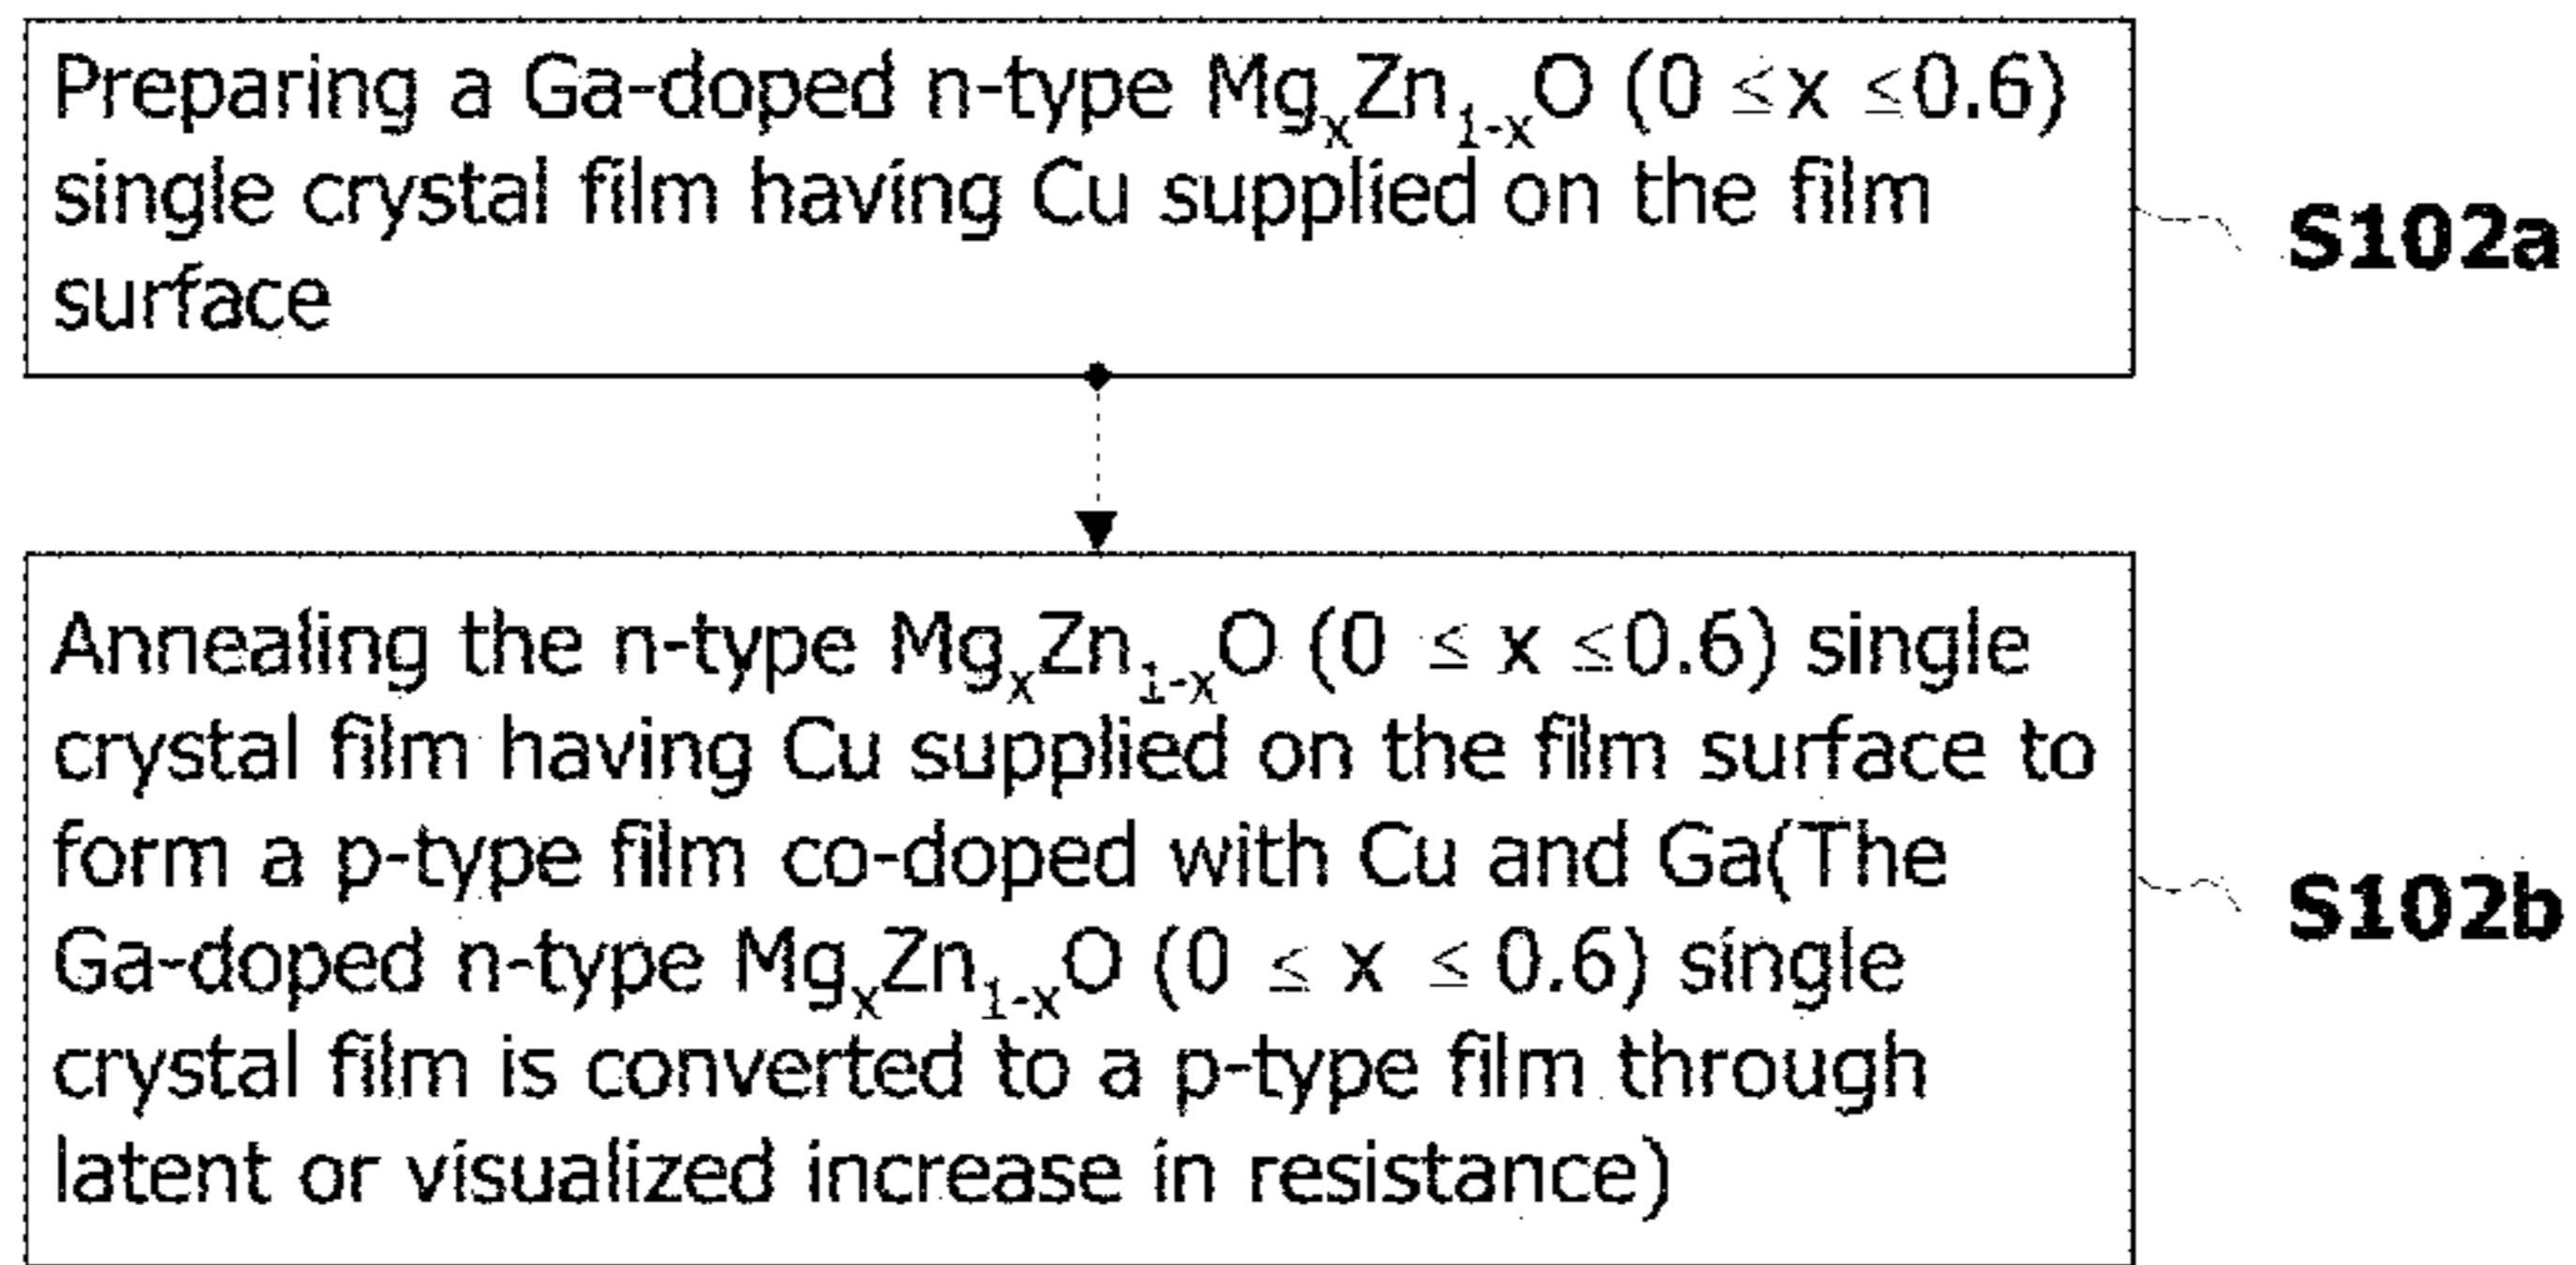 Preparing a Ga-doped n-type MgₓZn₁₋ₓO (0 ≤x ≤0.6)
single crystal film having Cu supplied on the film
surface
S102a
Annealing the n-type MgₓZn₁₋ₓO (0 ≤ x ≤0.6) single
crystal film having Cu supplied on the film surface to
form a p-type film co-doped with Cu and Ga(The
Ga-doped n-type MgₓZn₁₋ₓO (0 ≤ x ≤ 0.6) single
crystal film is converted to a p-type film through
latent or visualized increase in resistance)
S102b